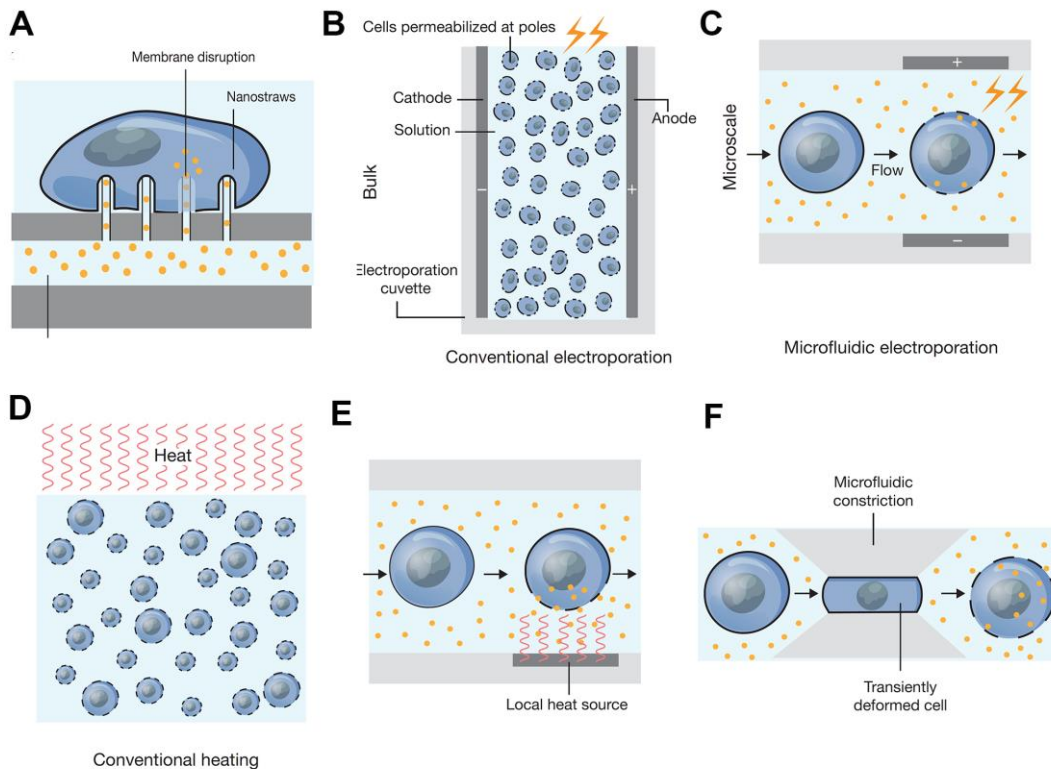 A
Membrane disruption
Nanostraws
B
Cells permeabilized at poles
Cathode
Solution
Anode
Bulk
−
+
Electroporation
cuvette
Conventional electroporation
C
+
Microscale
Flow
−
Microfluidic electroporation
D
Heat
Conventional heating
E
Local heat source
F
Microfluidic
constriction
Transiently
deformed cell